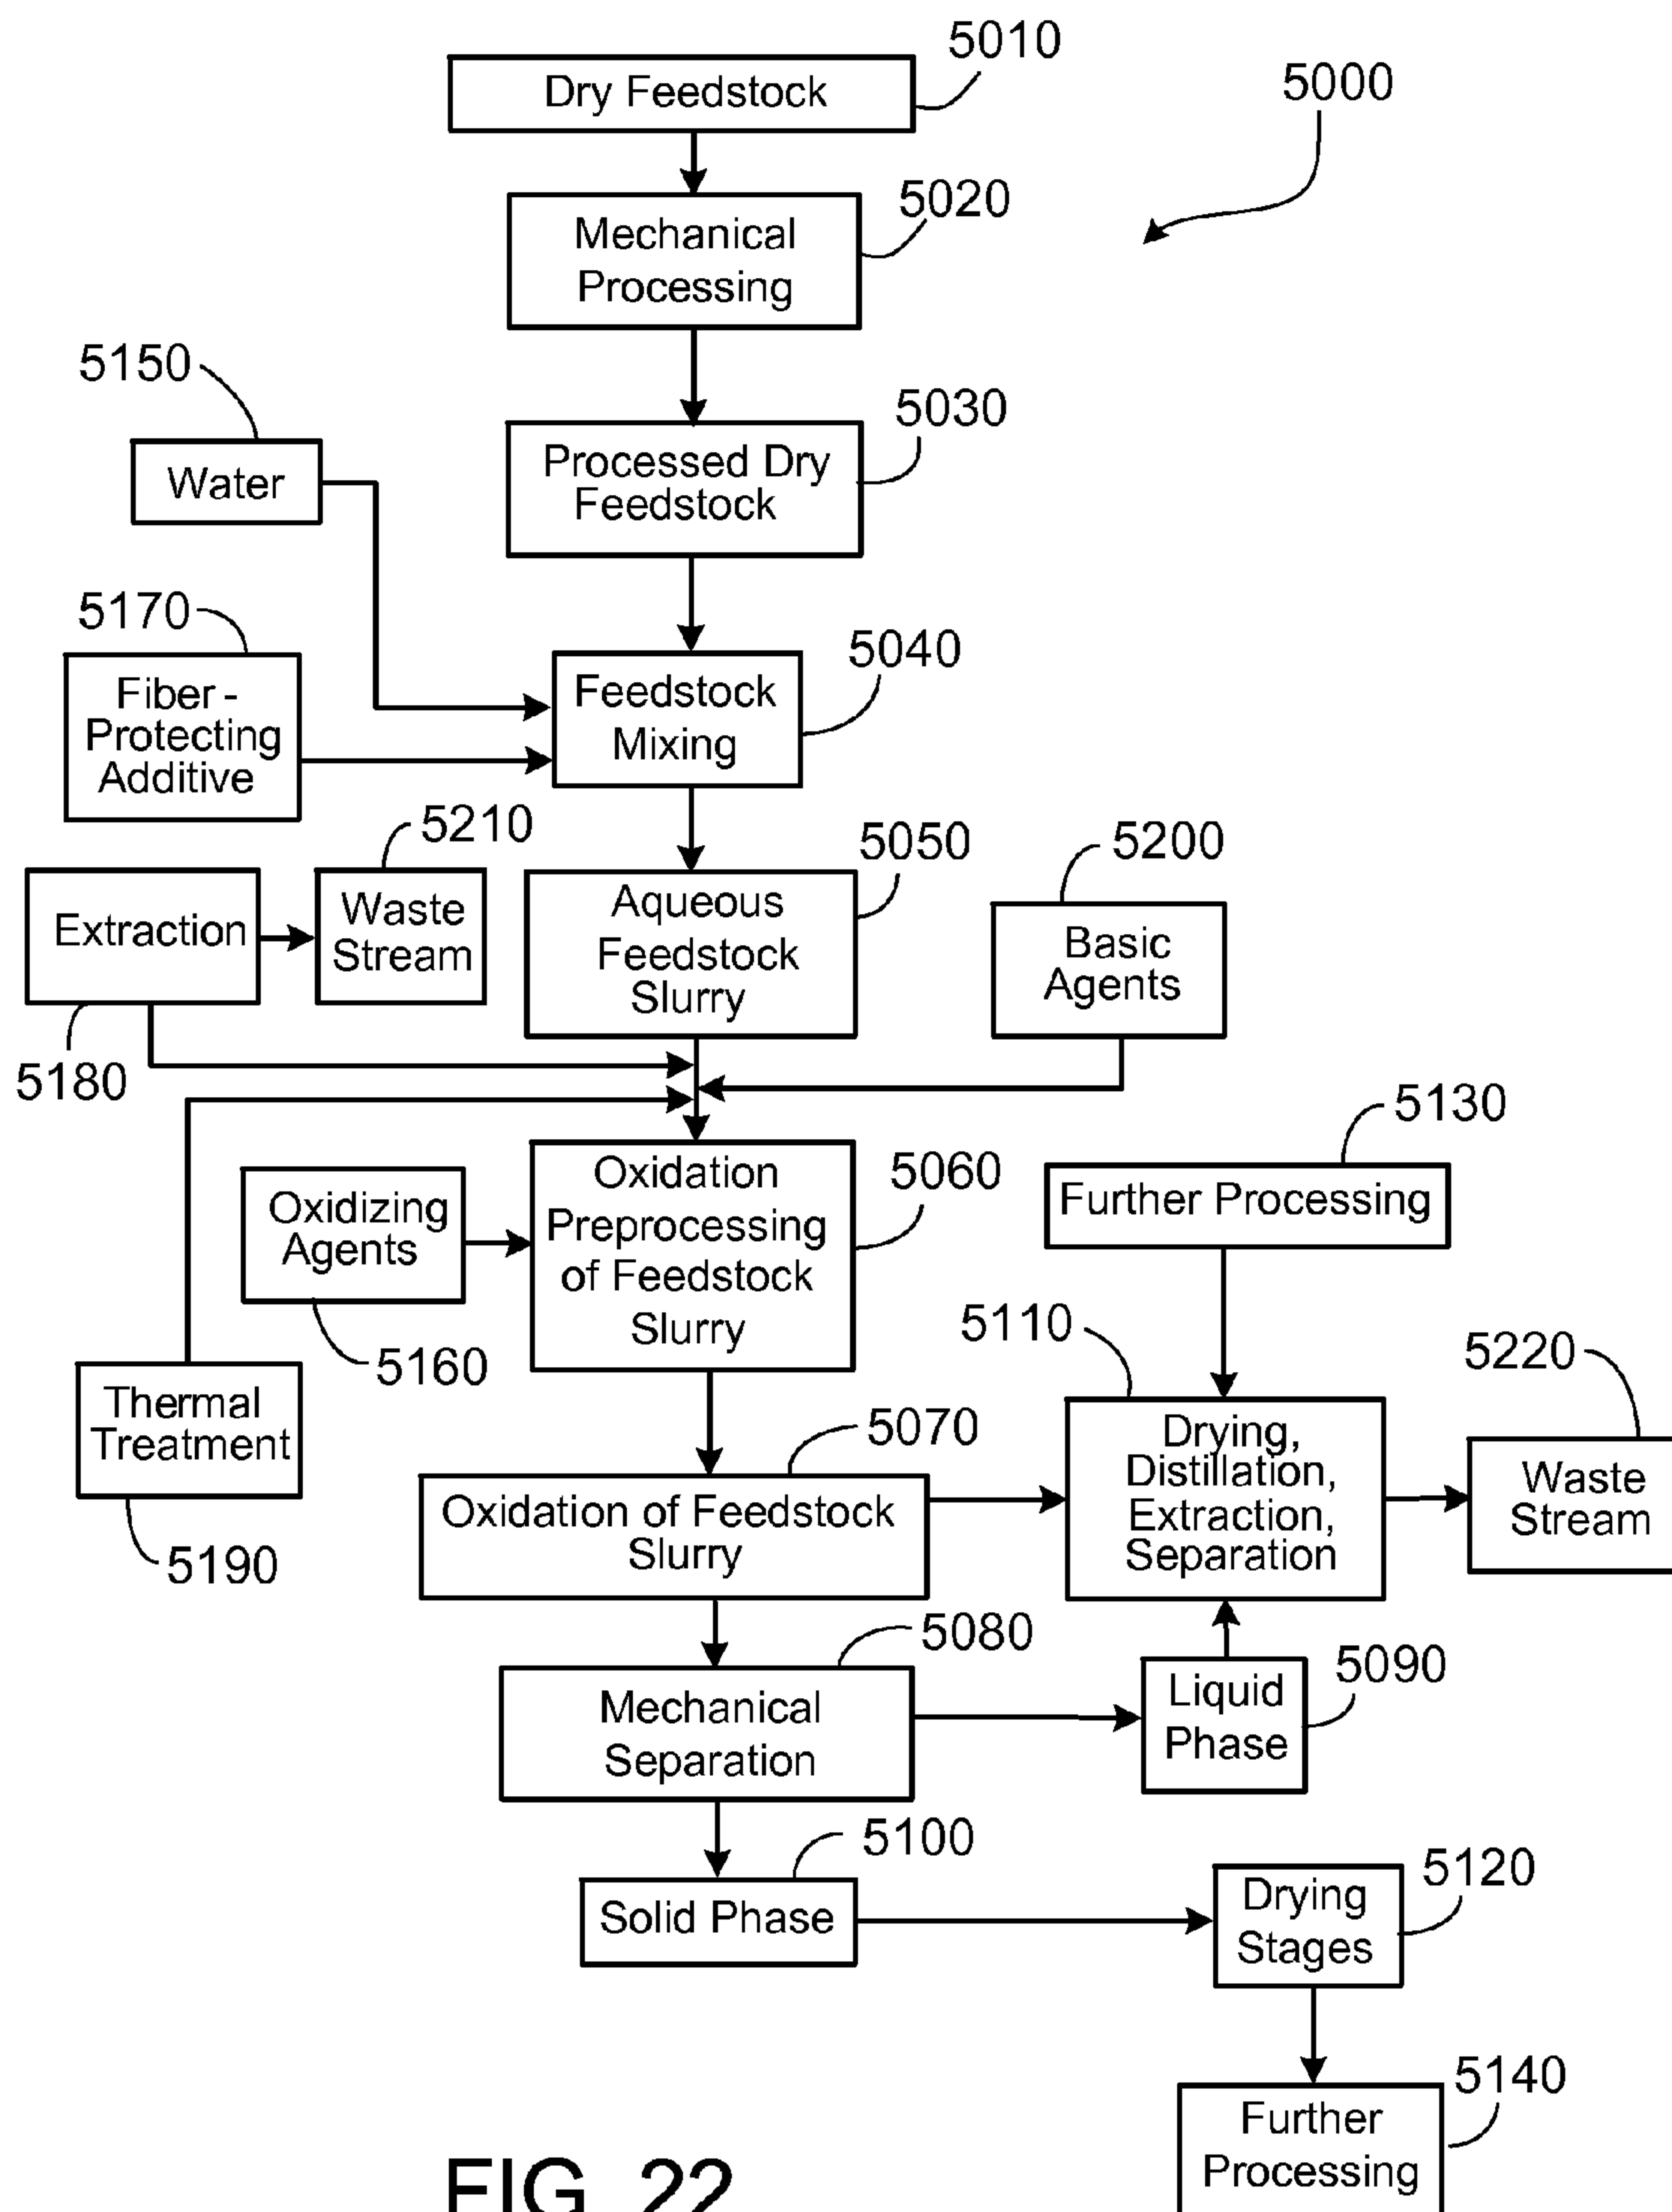 5010
Dry Feedstock
5000
5020
Mechanical
Processing
5150
5030
Water
Processed Dry
Feedstock
5170
5040
Fiber-
Protecting
Additive
Feedstock
Mixing
5210
5050
5200
Extraction
Waste
Stream
Aqueous
Feedstock
Slurry
Basic
Agents
5180
5130
Oxidizing
Agents
Oxidation
Preprocessing
of Feedstock
Slurry
5060
Further Processing
5160
5110
5220
Thermal
Treatment
5070
Drying,
Distillation,
Extraction,
Separation
Waste
Stream
5190
Oxidation of Feedstock
Slurry
5080
5090
Mechanical
Separation
Liquid
Phase
5100
Solid Phase
5120
Drying
Stages
5140
Further
Processing
FIG. 22